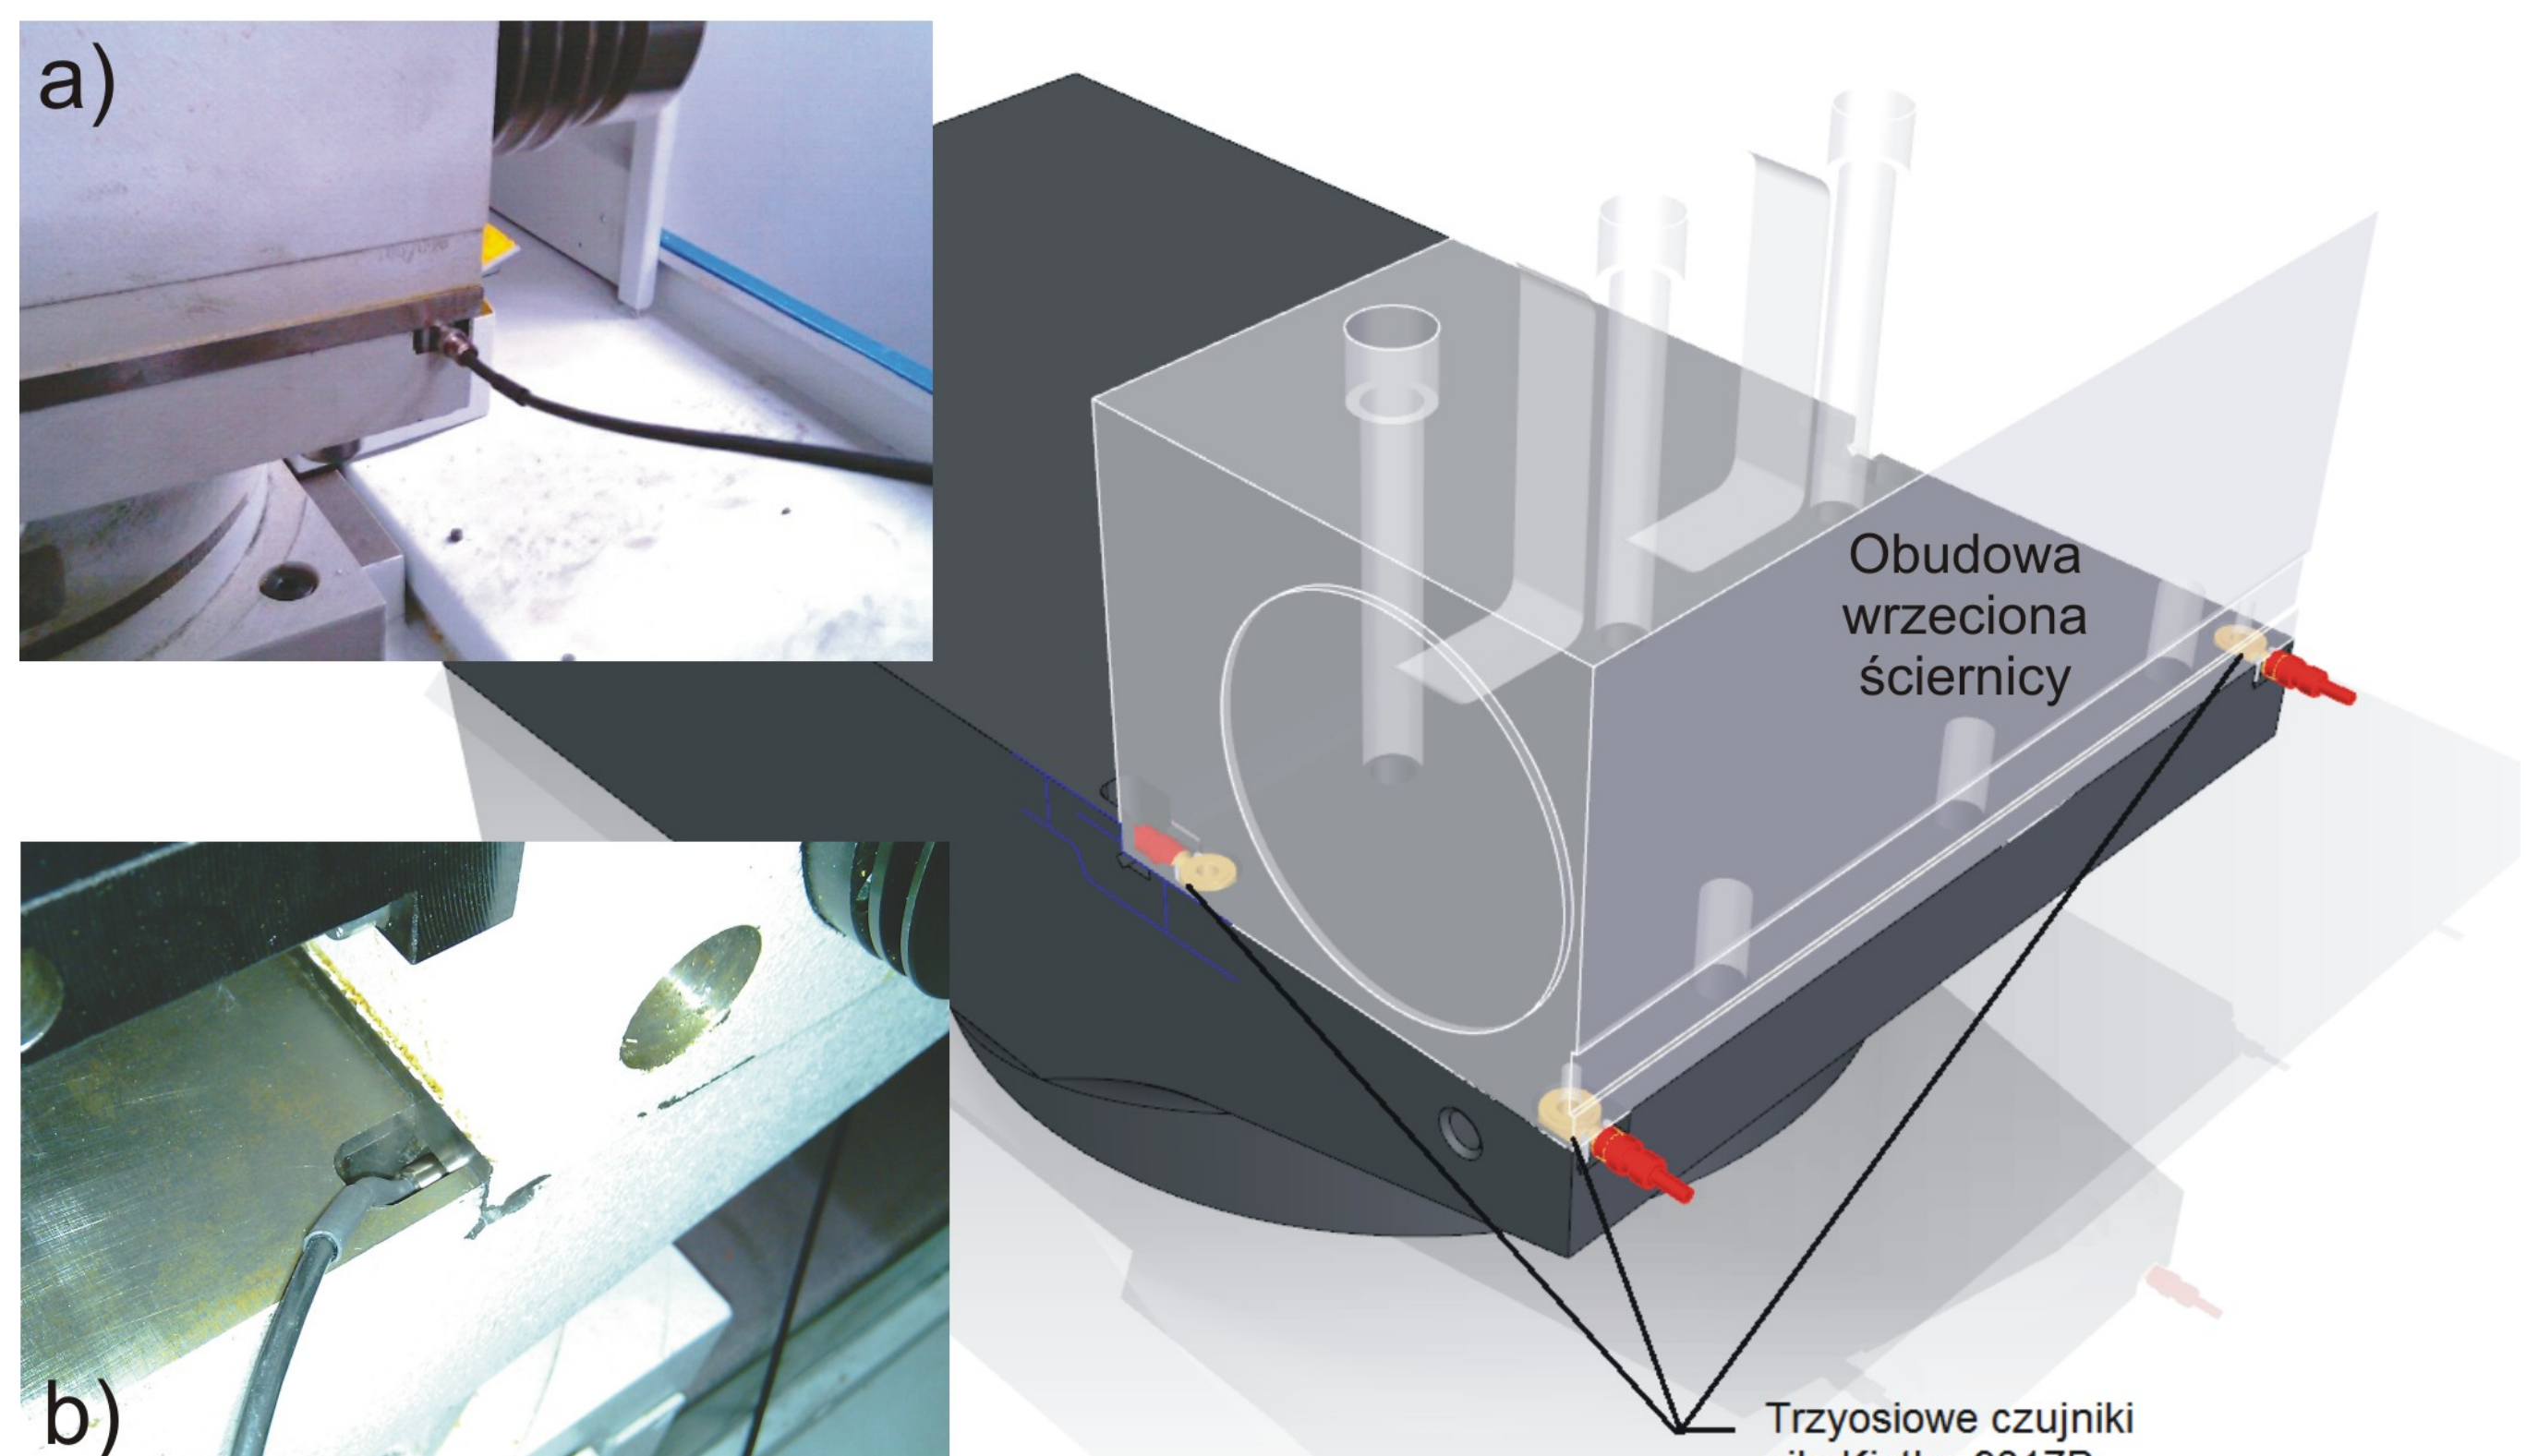 a)
Obudowa
wrzeciona
ściernicy
b)
Trzyosiowe czujniki